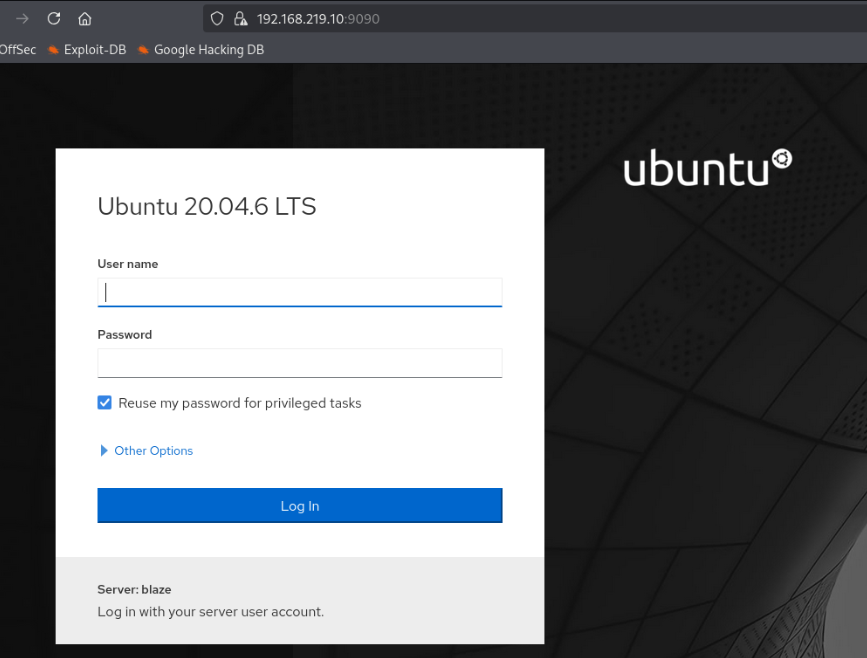 192.168.219.10:9090
OffSec Exploit-DB Google Hacking DB
ubuntu
Ubuntu 20.04.6 LTS
User name
Password
Reuse my password for privileged tasks
Other Options
Log In
Server: blaze
Log in with your server user account.